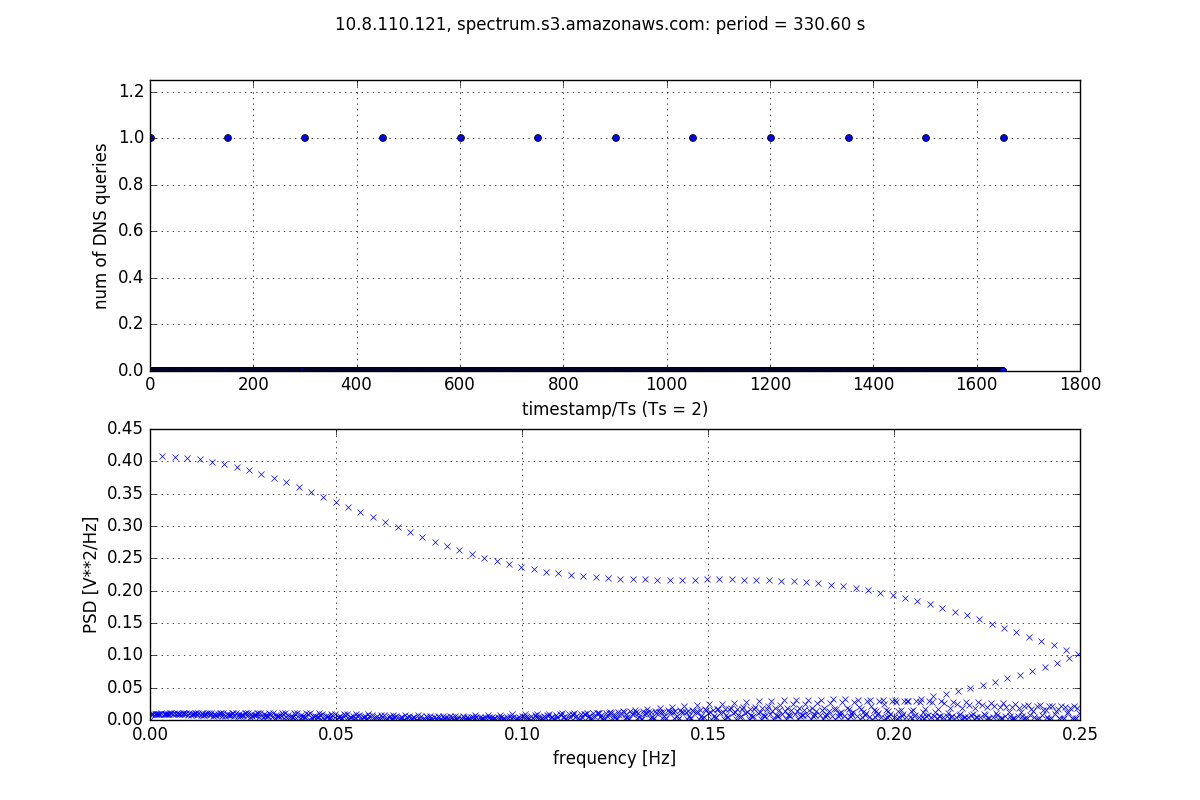 10.8.110.121, spectrum.s3.amazonaws.com: period = 330.60 s
1.2
1.0
0.8
0.6
0.4
0.2
0.0
num of DNS queries
0 200 400 600 800 1000 1200 1400 1600 1800
timestamp/Ts (Ts = 2)
0.45
0.40
0.35
0.30
0.25
0.20
0.15
0.10
0.05
0.00
PSD [V**2/Hz]
0.00 0.05 0.10 0.15 0.20 0.25
frequency [Hz]